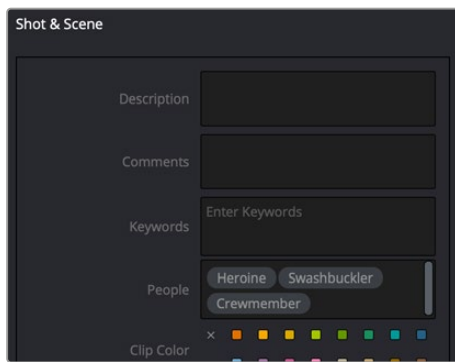 Shot & Scene
Description
Comments
Keywords
Enter Keywords
People
Heroine Swashbuckler
Crewmember
Clip Color